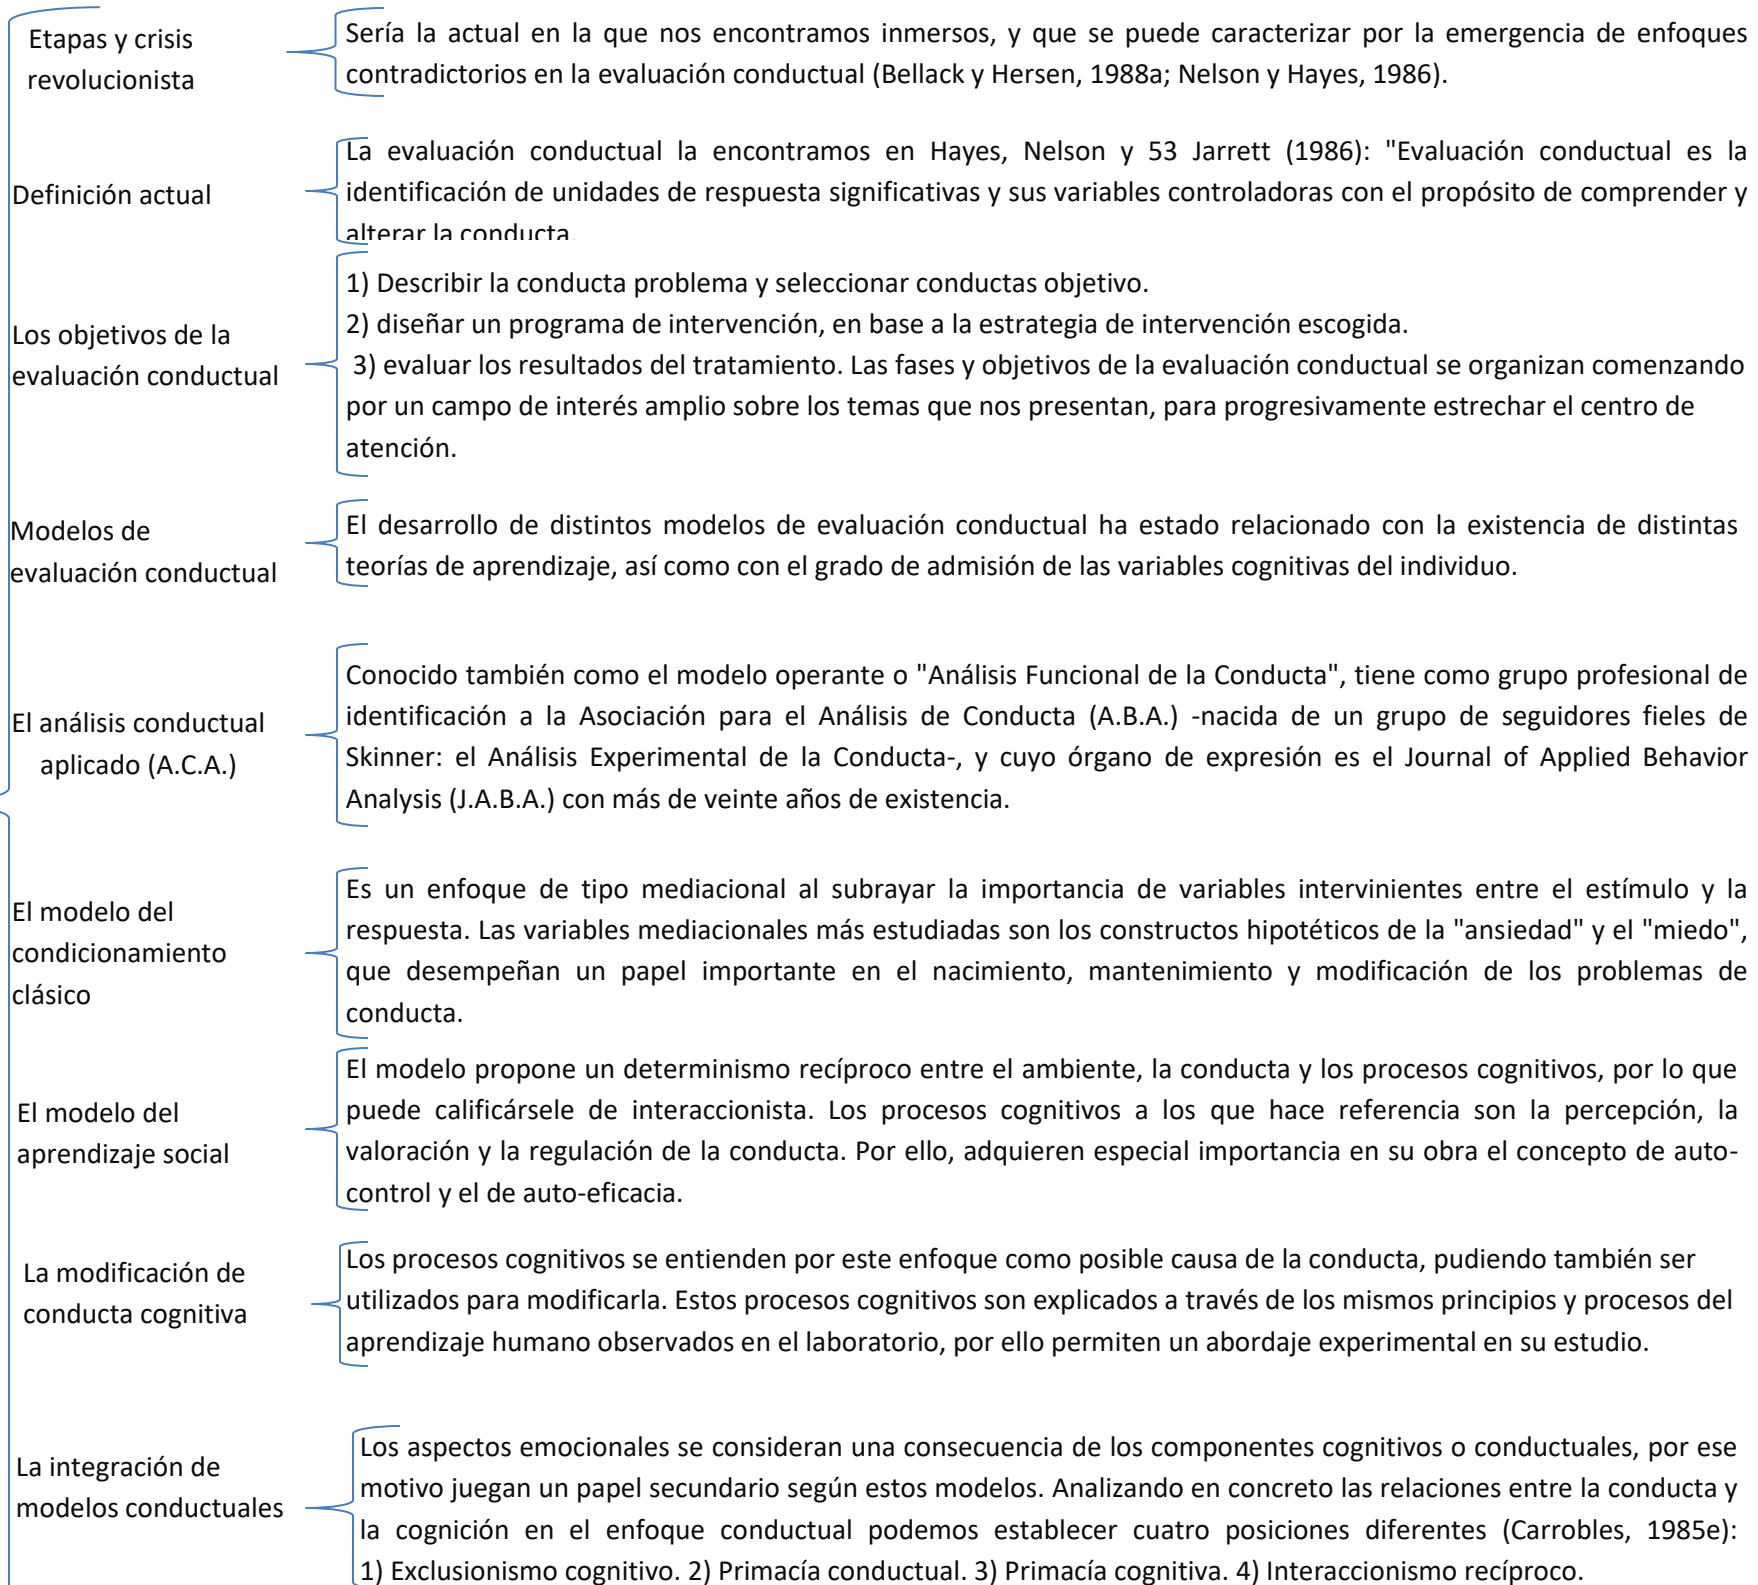 Etapas y crisis
revolucionista
Sería la actual en la que nos encontramos inmersos, y que se puede caracterizar por la emergencia de enfoques
contradictorios en la evaluación conductual (Bellack y Hersen, 1988a; Nelson y Hayes, 1986).
Definición actual
La evaluación conductual la encontramos en Hayes, Nelson y 53 Jarrett (1986): "Evaluación conductual es la
identificación de unidades de respuesta significativas y sus variables controladoras con el propósito de comprender y
alterar la conducta.
Los objetivos de la
evaluación conductual
1) Describir la conducta problema y seleccionar conductas objetivo.
2) diseñar un programa de intervención, en base a la estrategia de intervención escogida.
3) evaluar los resultados del tratamiento. Las fases y objetivos de la evaluación conductual se organizan comenzando
por un campo de interés amplio sobre los temas que nos presentan, para progresivamente estrechar el centro de
atención.
Modelos de
evaluación conductual
El desarrollo de distintos modelos de evaluación conductual ha estado relacionado con la existencia de distintas
teorías de aprendizaje, así como con el grado de admisión de las variables cognitivas del individuo.
El análisis conductual
aplicado (A.C.A.)
Conocido también como el modelo operante o "Análisis Funcional de la Conducta", tiene como grupo profesional de
identificación a la Asociación para el Análisis de Conducta (A.B.A.) -nacida de un grupo de seguidores fieles de
Skinner: el Análisis Experimental de la Conducta-, y cuyo órgano de expresión es el Journal of Applied Behavior
Analysis (J.A.B.A.) con más de veinte años de existencia.
El modelo del
condicionamiento
clásico
Es un enfoque de tipo mediacional al subrayar la importancia de variables intervinientes entre el estímulo y la
respuesta. Las variables mediacionales más estudiadas son los constructos hipotéticos de la "ansiedad" y el "miedo",
que desempeñan un papel importante en el nacimiento, mantenimiento y modificación de los problemas de
conducta.
El modelo del
aprendizaje social
El modelo propone un determinismo recíproco entre el ambiente, la conducta y los procesos cognitivos, por lo que
puede calificársele de interaccionista. Los procesos cognitivos a los que hace referencia son la percepción, la
valoración y la regulación de la conducta. Por ello, adquieren especial importancia en su obra el concepto de auto-
control y el de auto-eficacia.
La modificación de
conducta cognitiva
Los procesos cognitivos se entienden por este enfoque como posible causa de la conducta, pudiendo también ser
utilizados para modificarla. Estos procesos cognitivos son explicados a través de los mismos principios y procesos del
aprendizaje humano observados en el laboratorio, por ello permiten un abordaje experimental en su estudio.
La integración de
modelos conductuales
Los aspectos emocionales se consideran una consecuencia de los componentes cognitivos o conductuales, por ese
motivo juegan un papel secundario según estos modelos. Analizando en concreto las relaciones entre la conducta y
la cognición en el enfoque conductual podemos establecer cuatro posiciones diferentes (Carrobles, 1985e):
1) Exclusionismo cognitivo. 2) Primacía conductual. 3) Primacía cognitiva. 4) Interaccionismo recíproco.